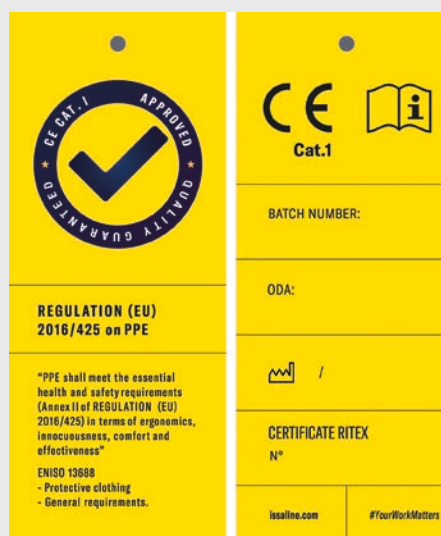 CE CAT. I APPROVED
QUALITY GUARANTEED
REGULATION (EU)
2016/425 on PPE
"PPE shall meet the essential
health and safety requirements
(Annex II of REGULATION (EU)
2016/425) in terms of ergonomics,
innocuousness, comfort and
effectiveness"
ENISO 13688
- Protective clothing
- General requirements.
CE
i
Cat.1
BATCH NUMBER:
ODA:
/
CERTIFICATE RITEX
N°
issaline.com
#YourWorkMatters